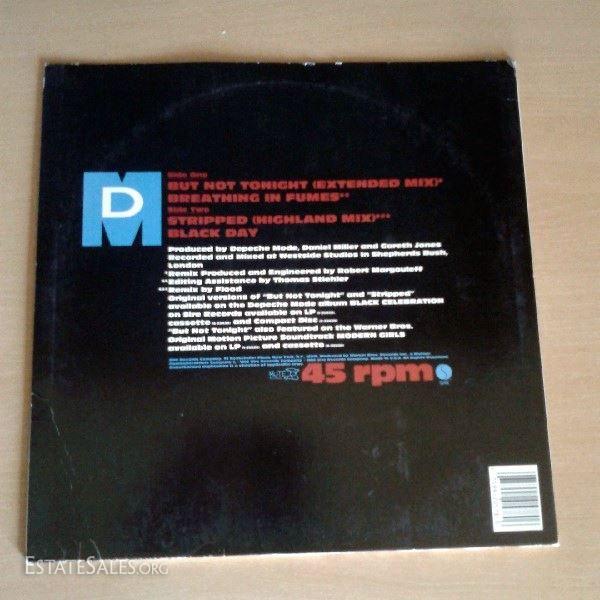 DM
Side One
BUT NOT TONIGHT (EXTENDED MIX)*
BREATHING IN FUMES**
Side Two
STRIPPED (HIGHLAND MIX)***
BLACK DAY
Produced by Depeche Mode, Daniel Miller and Gareth Jones
Recorded and Mixed at Westside Studios in Shepherds Bush,
London
*Remix Produced and Engineered by Robert Margouleff
**Editing Assistance by Thomas Stiehler
***Remix by Flood
Original versions of "But Not Tonight" and "Stripped"
available on the Depeche Mode album BLACK CELEBRATION
on Sire Records available on LP
cassette and Compact Disc
"But Not Tonight" also featured on the Warner Bros.
Original Motion Picture Soundtrack MODERN GIRLS
available on LP and cassette
MUTE
45 rpm
ESTATESALES.ORG